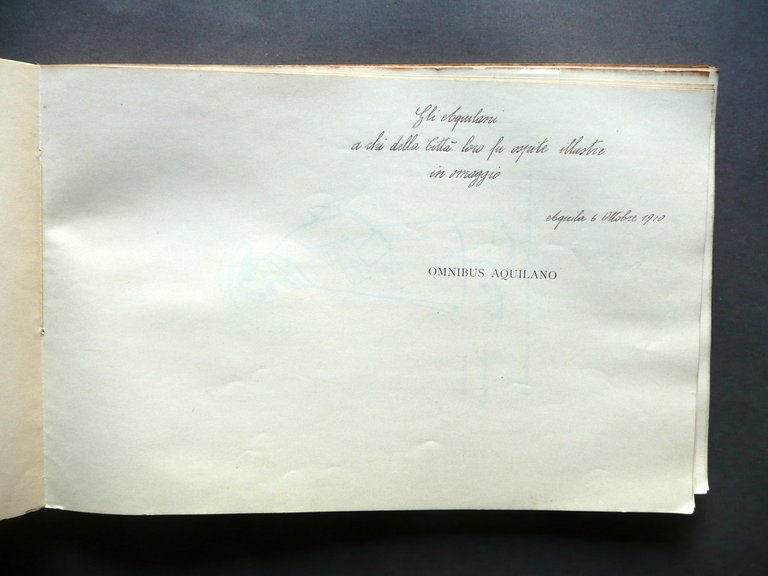 Gli Aquilani
a chi della Città loro fu ospite illustre
in omaggio
Aquila 6 Ottobre 1910
OMNIBUS AQUILANO